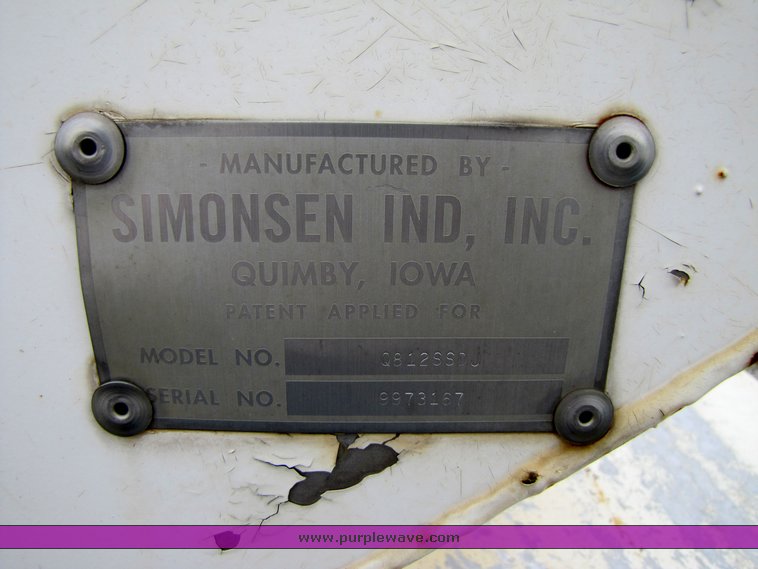 - MANUFACTURED BY -
SIMONSEN IND, INC.
QUIMBY, IOWA
PATENT APPLIED FOR
MODEL NO.
SERIAL NO. 9973167
www.purplewave.com